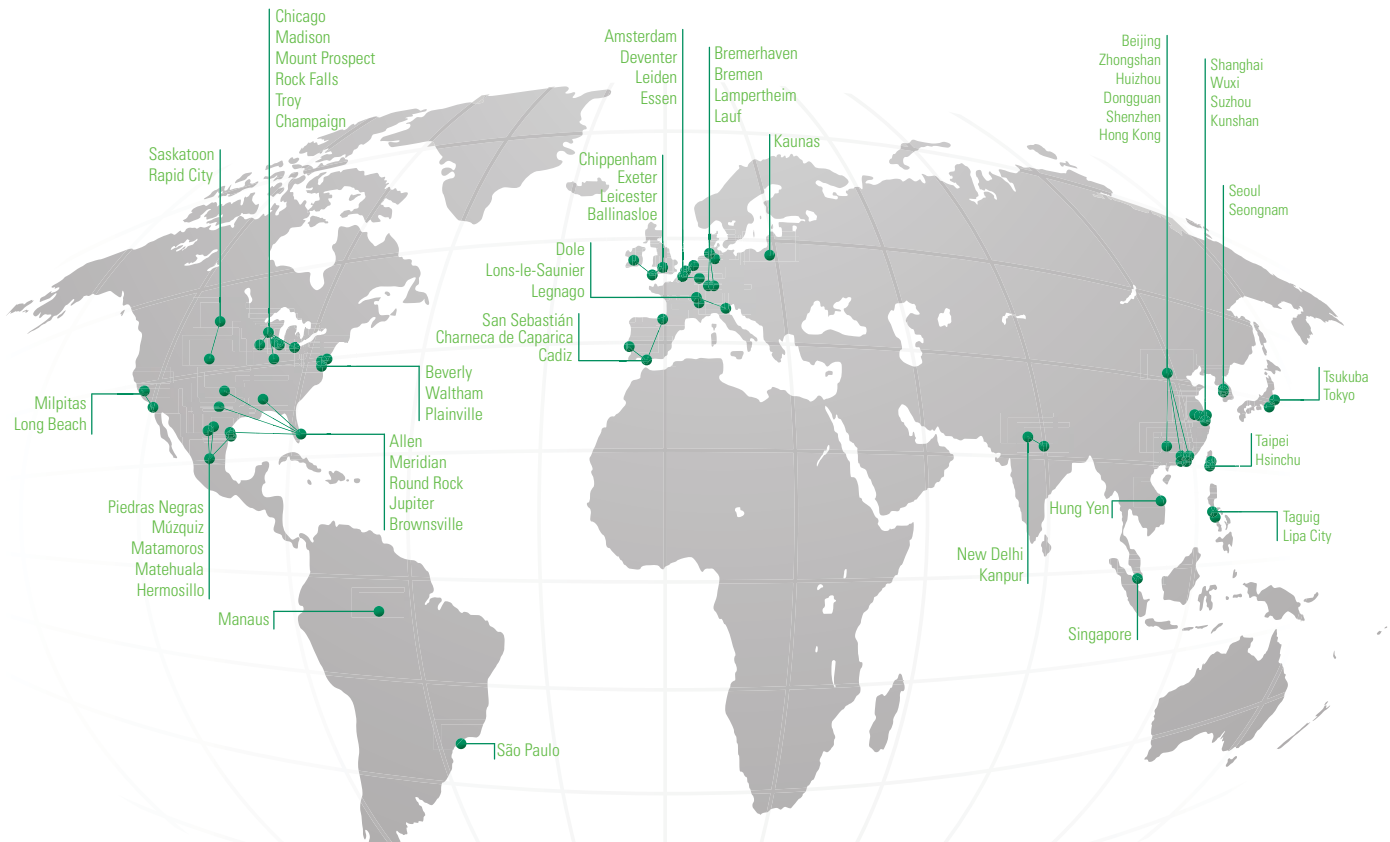 Chicago
Madison
Mount Prospect
Rock Falls
Troy
Champaign
Saskatoon
Rapid City
Amsterdam
Deventer
Leiden
Essen
Bremerhaven
Bremen
Lampertheim
Lauf
Kaunas
Chippenham
Exeter
Leicester
Ballinasloe
Dole
Lons-le-Saunier
Legnago
San Sebastián
Charneca de Caparica
Cadiz
Beijing
Zhongshan
Huizhou
Dongguan
Shenzhen
Hong Kong
Shanghai
Wuxi
Suzhou
Kunshan
Seoul
Seongnam
Tsukuba
Tokyo
Milpitas
Long Beach
Beverly
Waltham
Plainville
Allen
Meridian
Round Rock
Jupiter
Brownsville
Piedras Negras
Múzquiz
Matamoros
Matehuala
Hermosillo
Manaus
São Paulo
Taipei
Hsinchu
Hung Yen
Taguig
Lipa City
New Delhi
Kanpur
Singapore